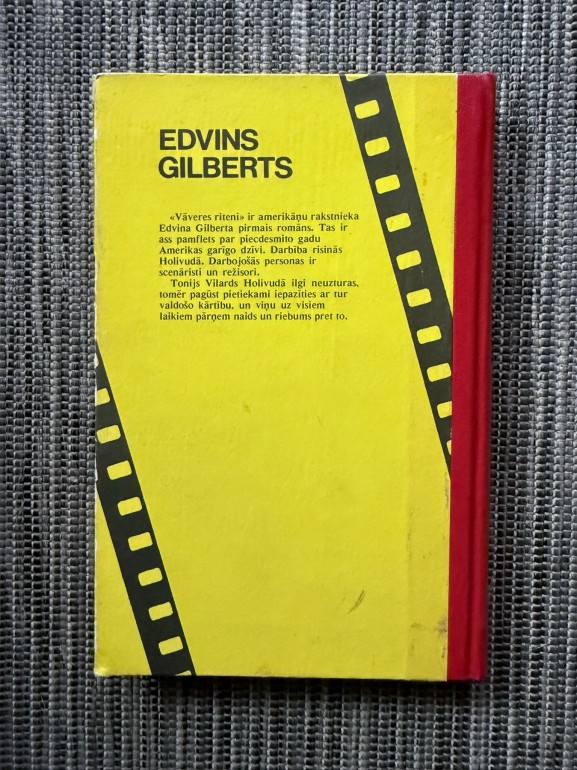 EDVINS
GILBERTS
«Vāveres riteni» ir amerikāņu rakstnieka
Edvina Gilberta pirmais romāns. Tas ir
ass pamflets par piecdesmito gadu
Amerikas garīgo dzīvi. Darbība risinās
Holivudā. Darbojošās personas ir
scenāristi un režisori.
Tonijs Vilards Holivudā ilgi neuzturas,
tomēr pagūst pietiekami iepazīties ar tur
valdošo kārtību, un viņu uz visiem
laikiem pārņem naids un riebums pret to.